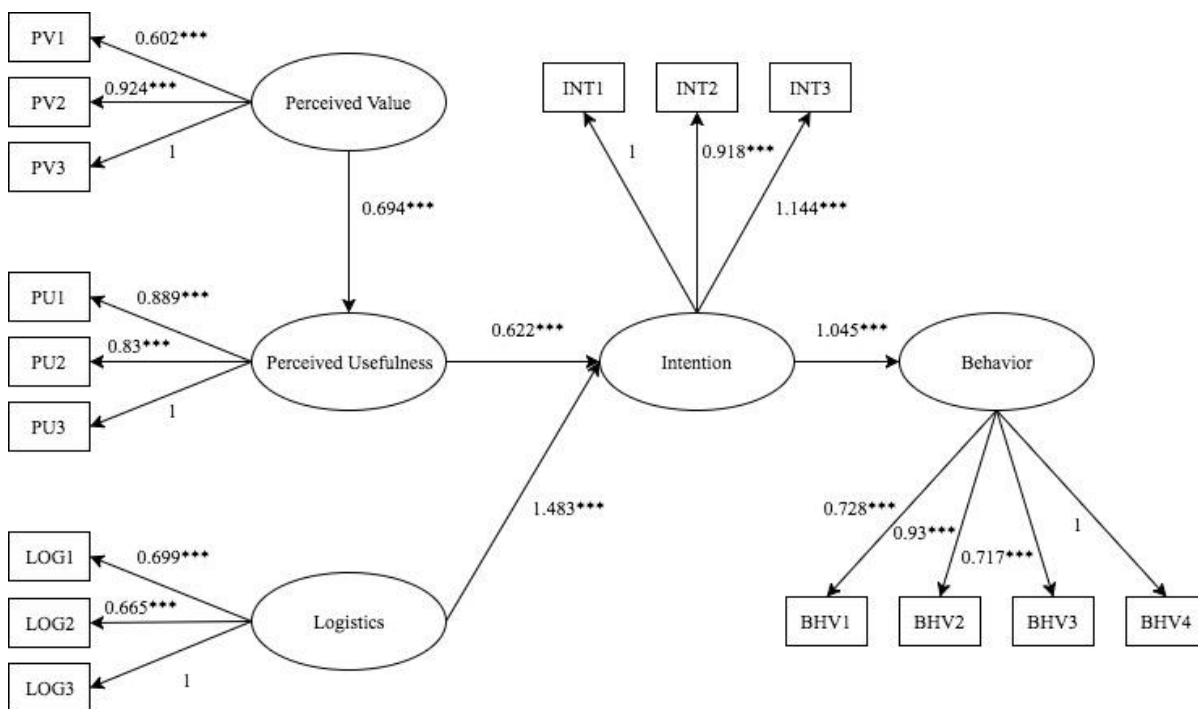 PV1
0.602***
PV2
0.924***
Perceived Value
PV3
1
INT1
INT2
INT3
1
0.918***
1.144***
0.694***
PU1
0.889***
PU2
0.83***
Perceived Usefulness
PU3
1
0.622***
Intention
1.045***
Behavior
1.483***
LOG1
0.699***
LOG2
0.665***
Logistics
LOG3
1
0.728***
0.93***
0.717***
1
BHV1
BHV2
BHV3
BHV4